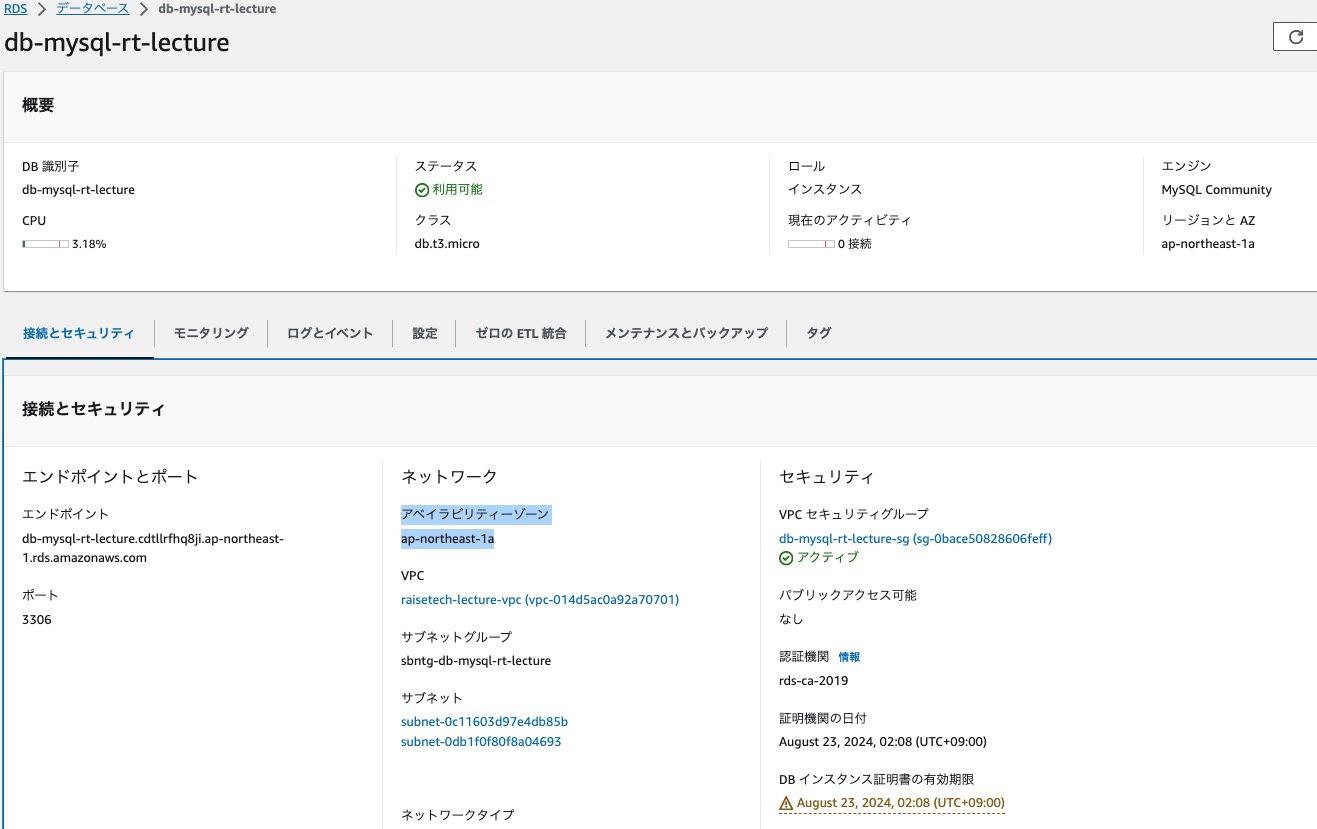 RDS > データベース > db-mysql-rt-lecture
db-mysql-rt-lecture
概要
DB 識別子
db-mysql-rt-lecture
CPU
3.18%
ステータス
利用可能
クラス
db.t3.micro
ロール
インスタンス
現在のアクティビティ
0 接続
エンジン
MySQL Community
リージョンと AZ
ap-northeast-1a
接続とセキュリティ
モニタリング
ログとイベント
設定
ゼロの ETL 統合
メンテナンスとバックアップ
タグ
接続とセキュリティ
エンドポイントとポート
エンドポイント
db-mysql-rt-lecture.cdtllrfhq8ji.ap-northeast-
1.rds.amazonaws.com
ポート
3306
ネットワーク
アベイラビリティーゾーン
ap-northeast-1a
VPC
raisetech-lecture-vpc (vpc-014d5ac0a92a70701)
サブネットグループ
sbntg-db-mysql-rt-lecture
サブネット
subnet-0c11603d97e4db85b
subnet-0db1f0f80f8a04693
ネットワークタイプ
セキュリティ
VPC セキュリティグループ
db-mysql-rt-lecture-sg (sg-0bace50828606feff)
アクティブ
パブリックアクセス可能
なし
認証機関 情報
rds-ca-2019
証明機関の日付
August 23, 2024, 02:08 (UTC+09:00)
DB インスタンス証明書の有効期限
August 23, 2024, 02:08 (UTC+09:00)